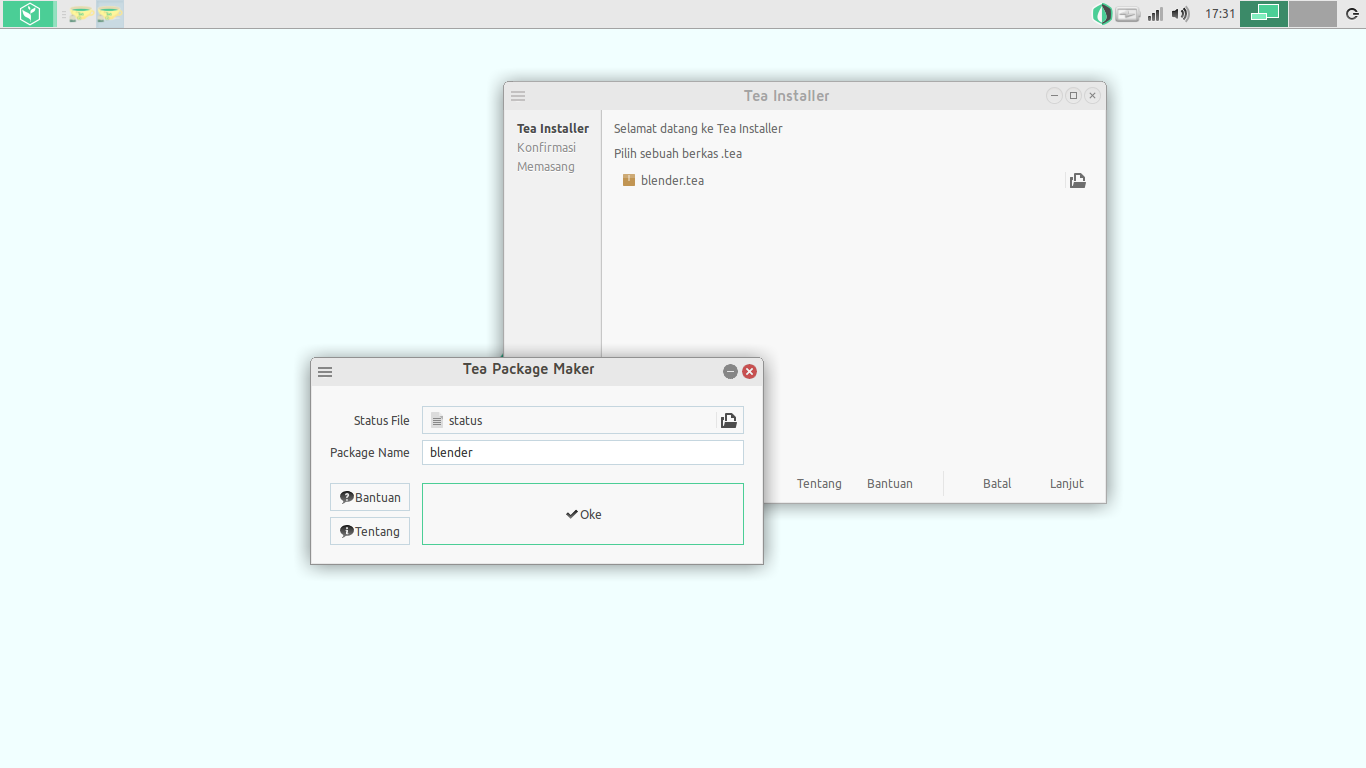 17:31
Tea Installer
Tea Installer
Konfirmasi
Memasang
Selamat datang ke Tea Installer
Pilih sebuah berkas .tea
blender.tea
Tentang
Bantuan
Batal
Lanjut
Tea Package Maker
Status File
status
Package Name
blender
Bantuan
Tentang
Oke